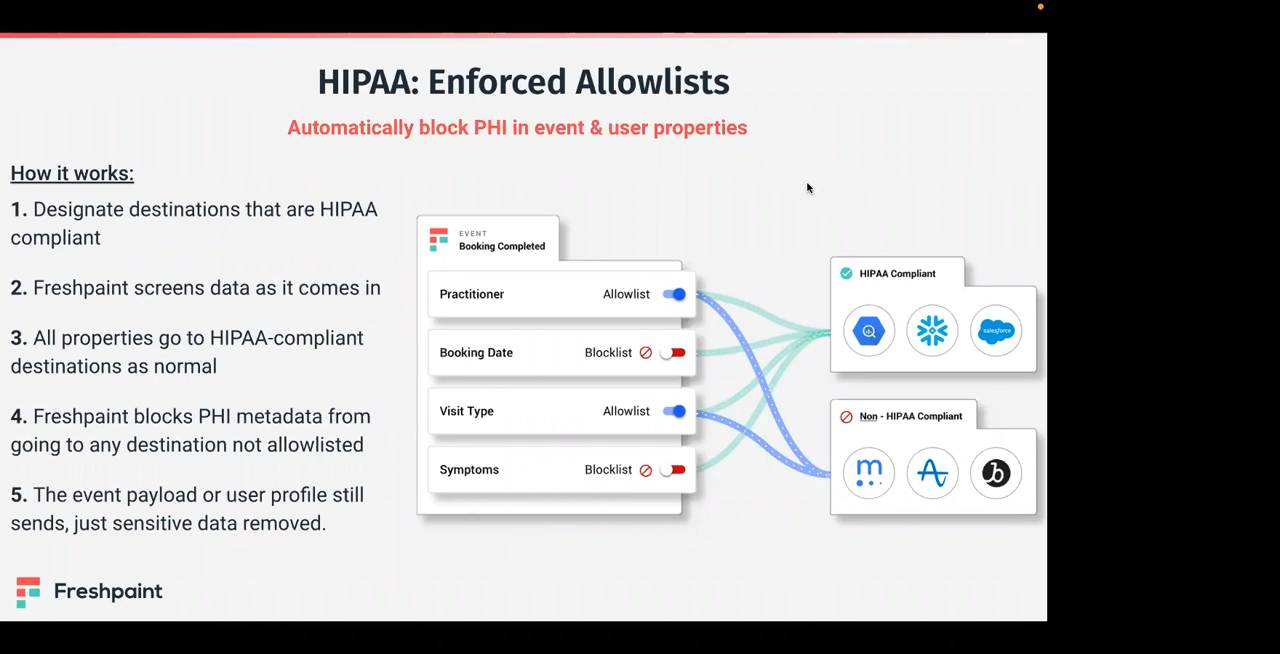 HIPAA: Enforced Allowlists
Automatically block PHI in event & user properties
How it works:
1. Designate destinations that are HIPAA
compliant
2. Freshpaint screens data as it comes in
3. All properties go to HIPAA-compliant
destinations as normal
4. Freshpaint blocks PHI metadata from
going to any destination not allowlisted
5. The event payload or user profile still
sends, just sensitive data removed.
EVENT
Booking Completed
Practitioner Allowlist
Booking Date Blocklist
Visit Type Allowlist
Symptoms Blocklist
HIPAA Compliant
salesforce
Non - HIPAA Compliant
m
b
Freshpaint